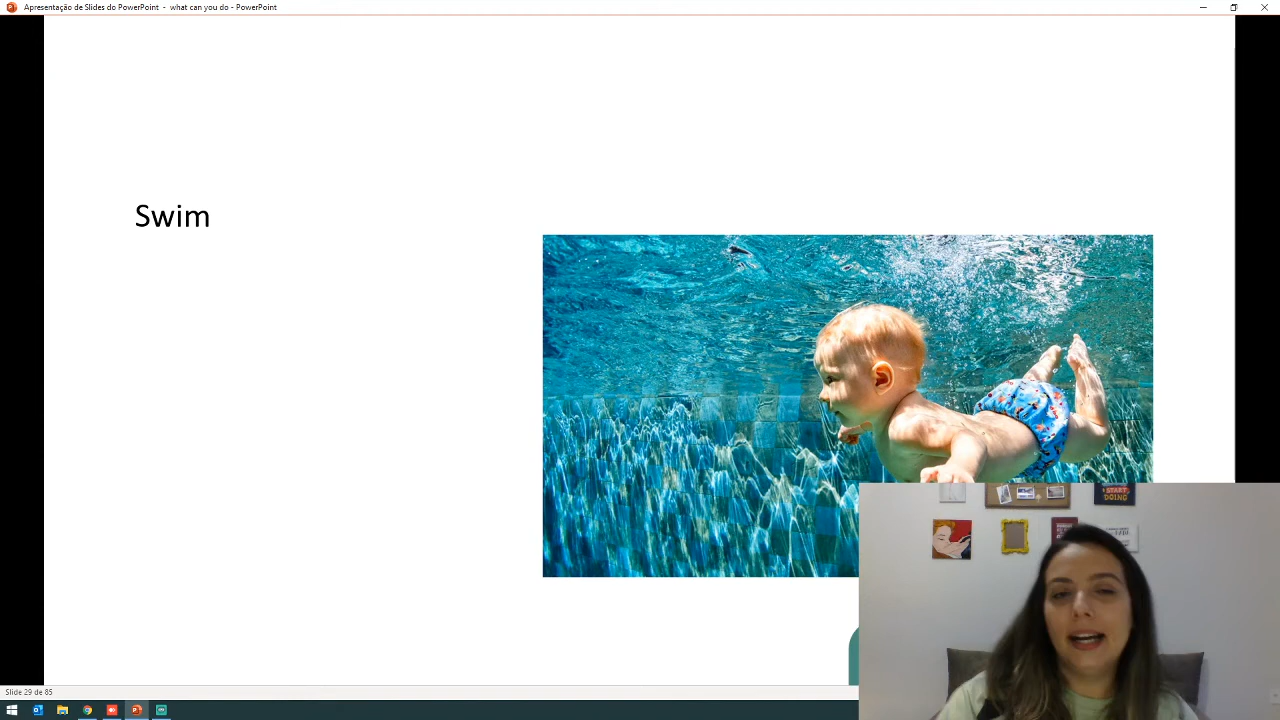 Apresentação de Slides do PowerPoint - what can you do - PowerPoint
Swim
START
DOING
Slide 29 de 85